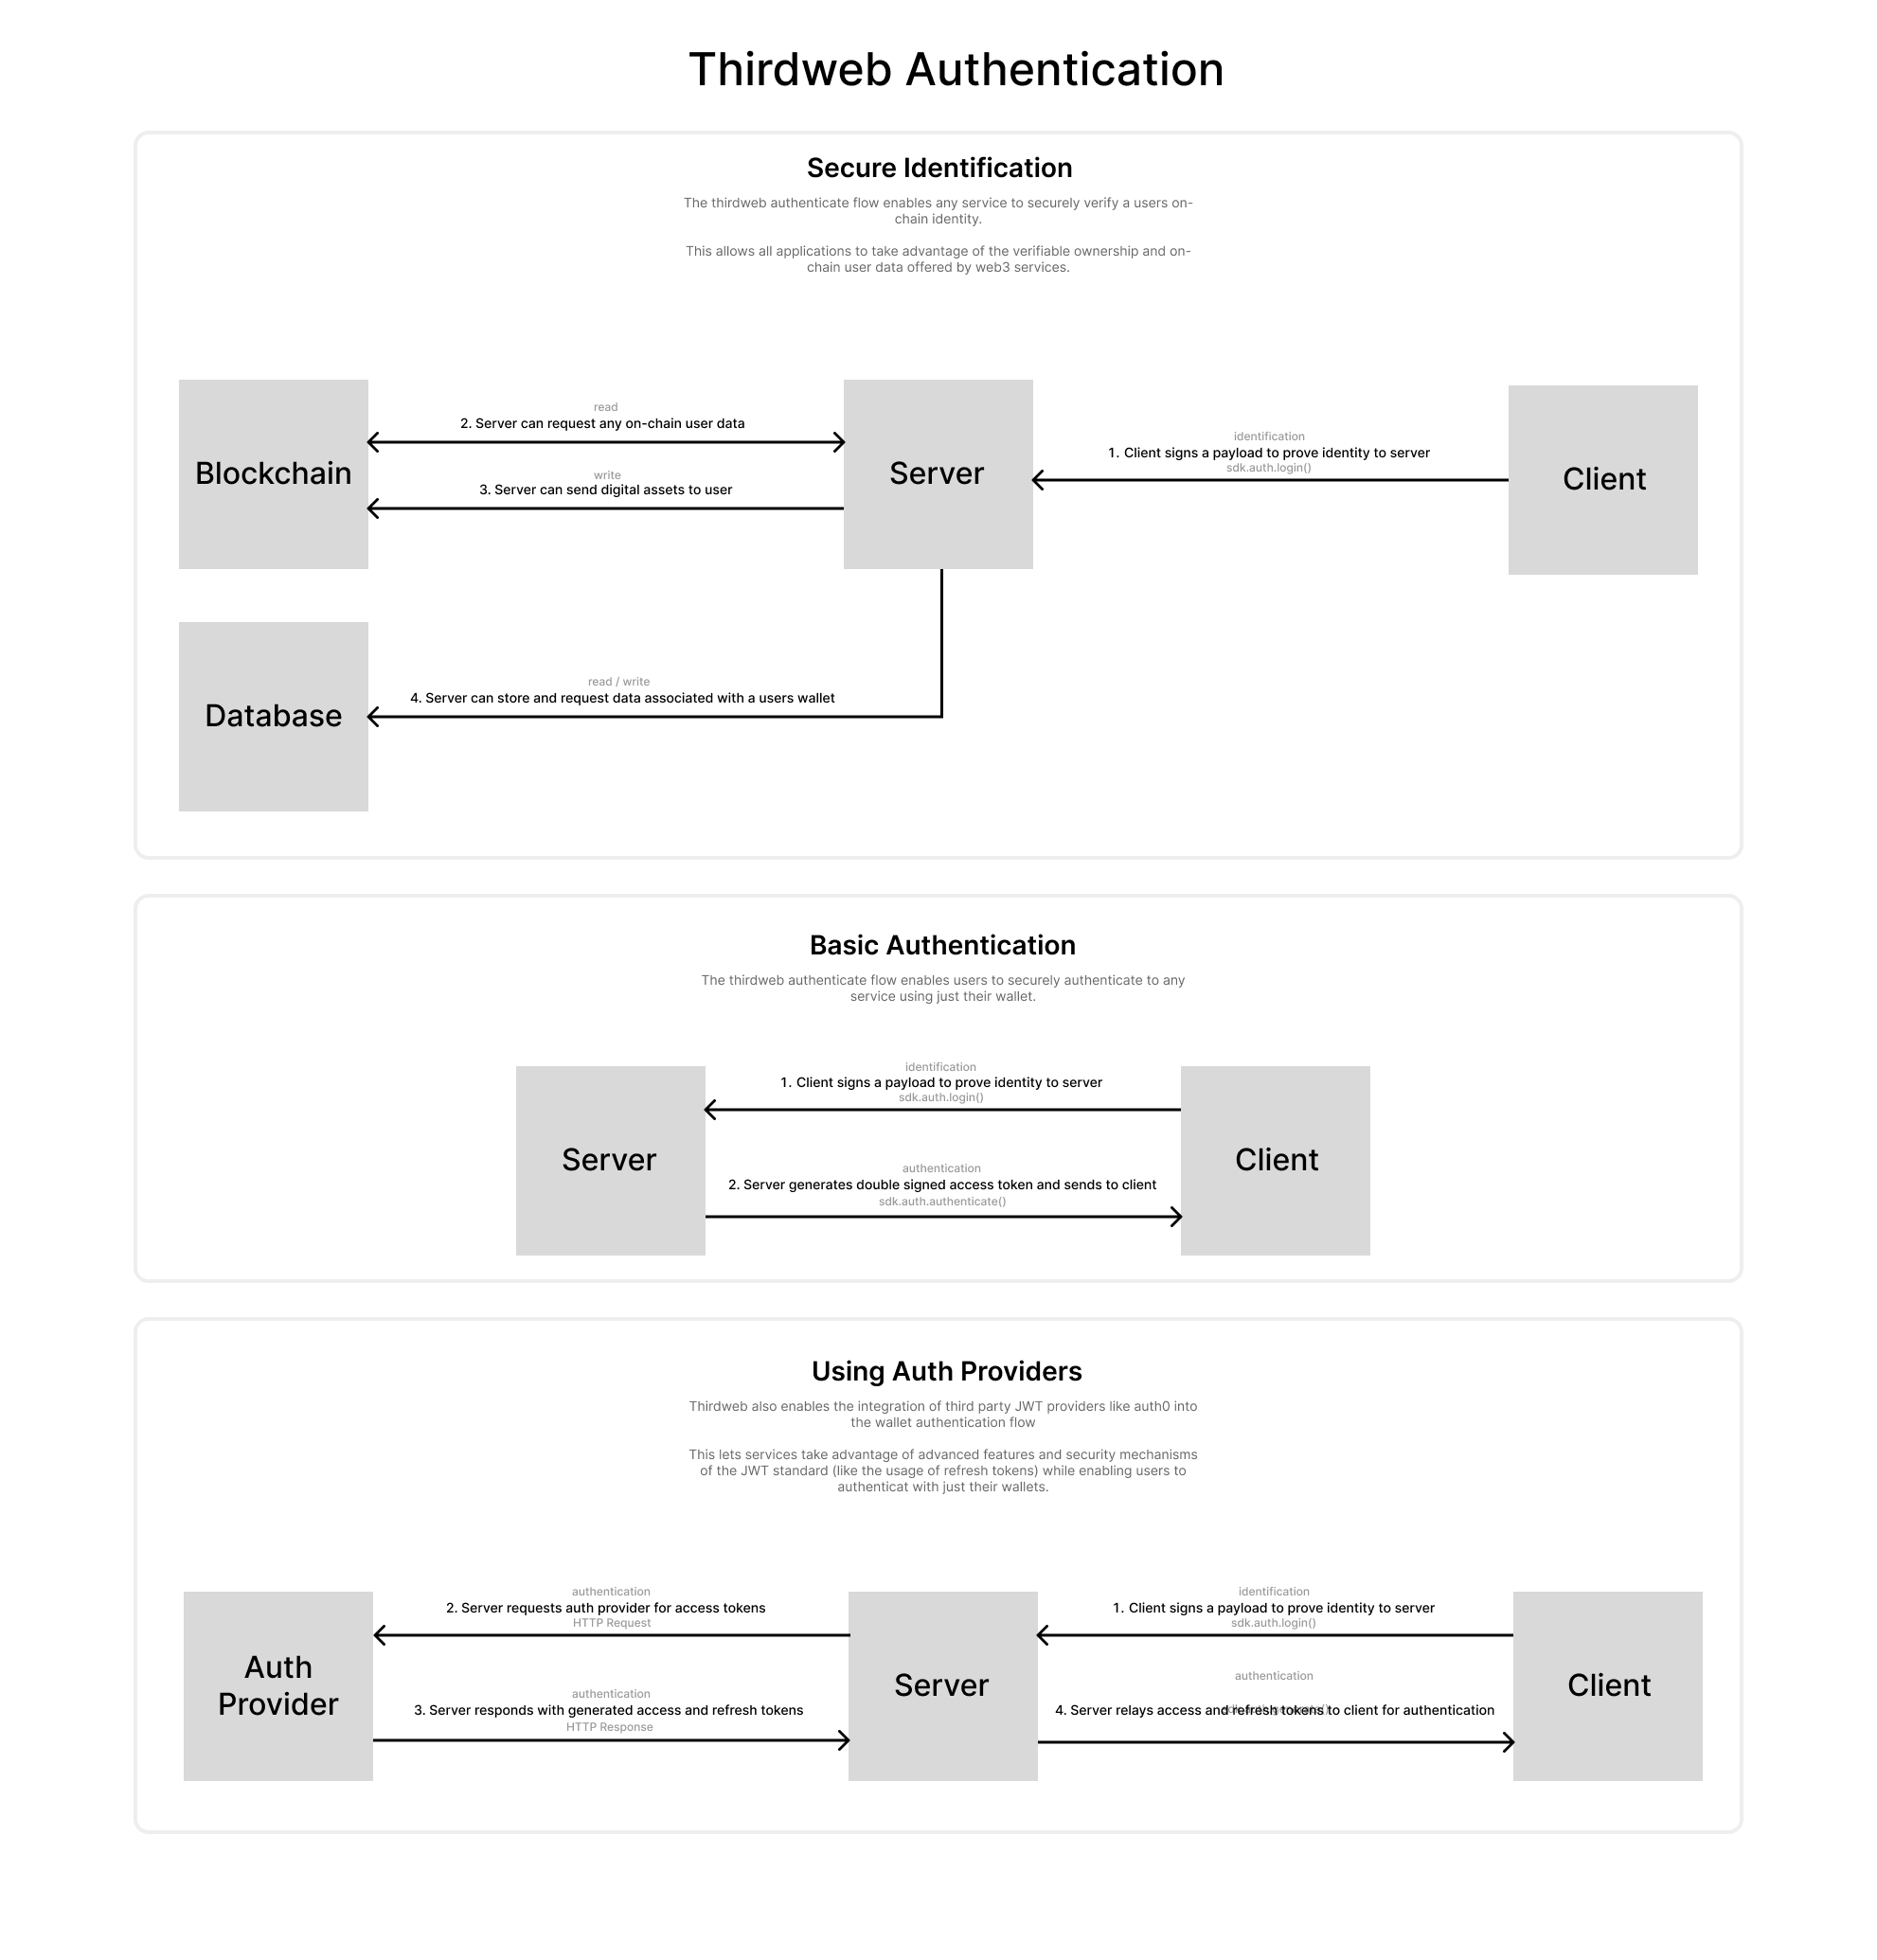 Thirdweb Authentication
Secure Identification
The thirdweb authenticate flow enables any service to securely verify a users on-
chain identity.
This allows all applications to take advantage of the verifiable ownership and on-
chain user data offered by web3 services.
read
2. Server can request any on-chain user data
write
3. Server can send digital assets to user
Blockchain
Server
identification
1. Client signs a payload to prove identity to server
sdk.auth.login()
Client
read / write
4. Server can store and request data associated with a users wallet
Database
Basic Authentication
The thirdweb authenticate flow enables users to securely authenticate to any
service using just their wallet.
identification
1. Client signs a payload to prove identity to server
sdk.auth.login()
Server
Client
authentication
2. Server generates double signed access token and sends to client
sdk.auth.authenticate()
Using Auth Providers
Thirdweb also enables the integration of third party JWT providers like auth0 into
the wallet authentication flow
This lets services take advantage of advanced features and security mechanisms
of the JWT standard (like the usage of refresh tokens) while enabling users to
authenticat with just their wallets.
authentication
2. Server requests auth provider for access tokens
HTTP Request
identification
1. Client signs a payload to prove identity to server
sdk.auth.login()
Auth
Provider
Server
Client
authentication
3. Server responds with generated access and refresh tokens
HTTP Response
authentication
4. Server relays access and refresh tokens to client for authentication